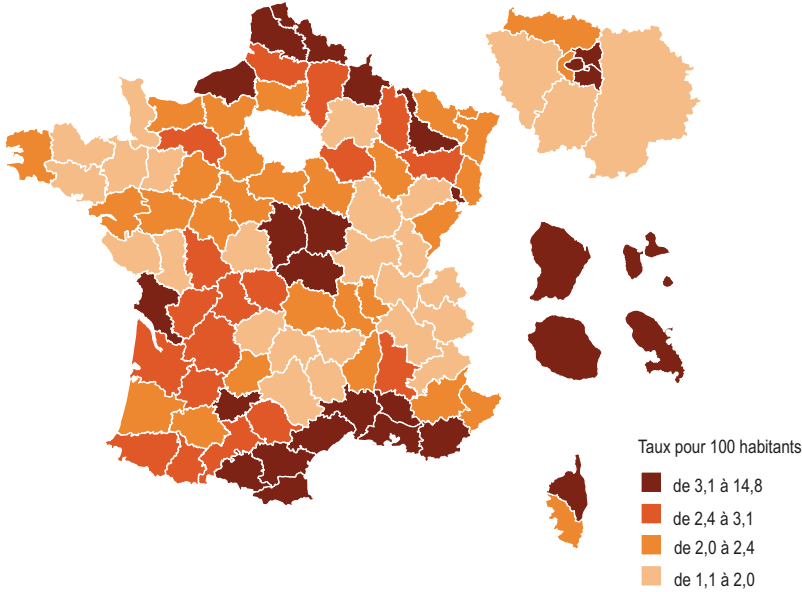 Taux pour 100 habitants
de 3,1 à 14,8
de 2,4 à 3,1
de 2,0 à 2,4
de 1,1 à 2,0